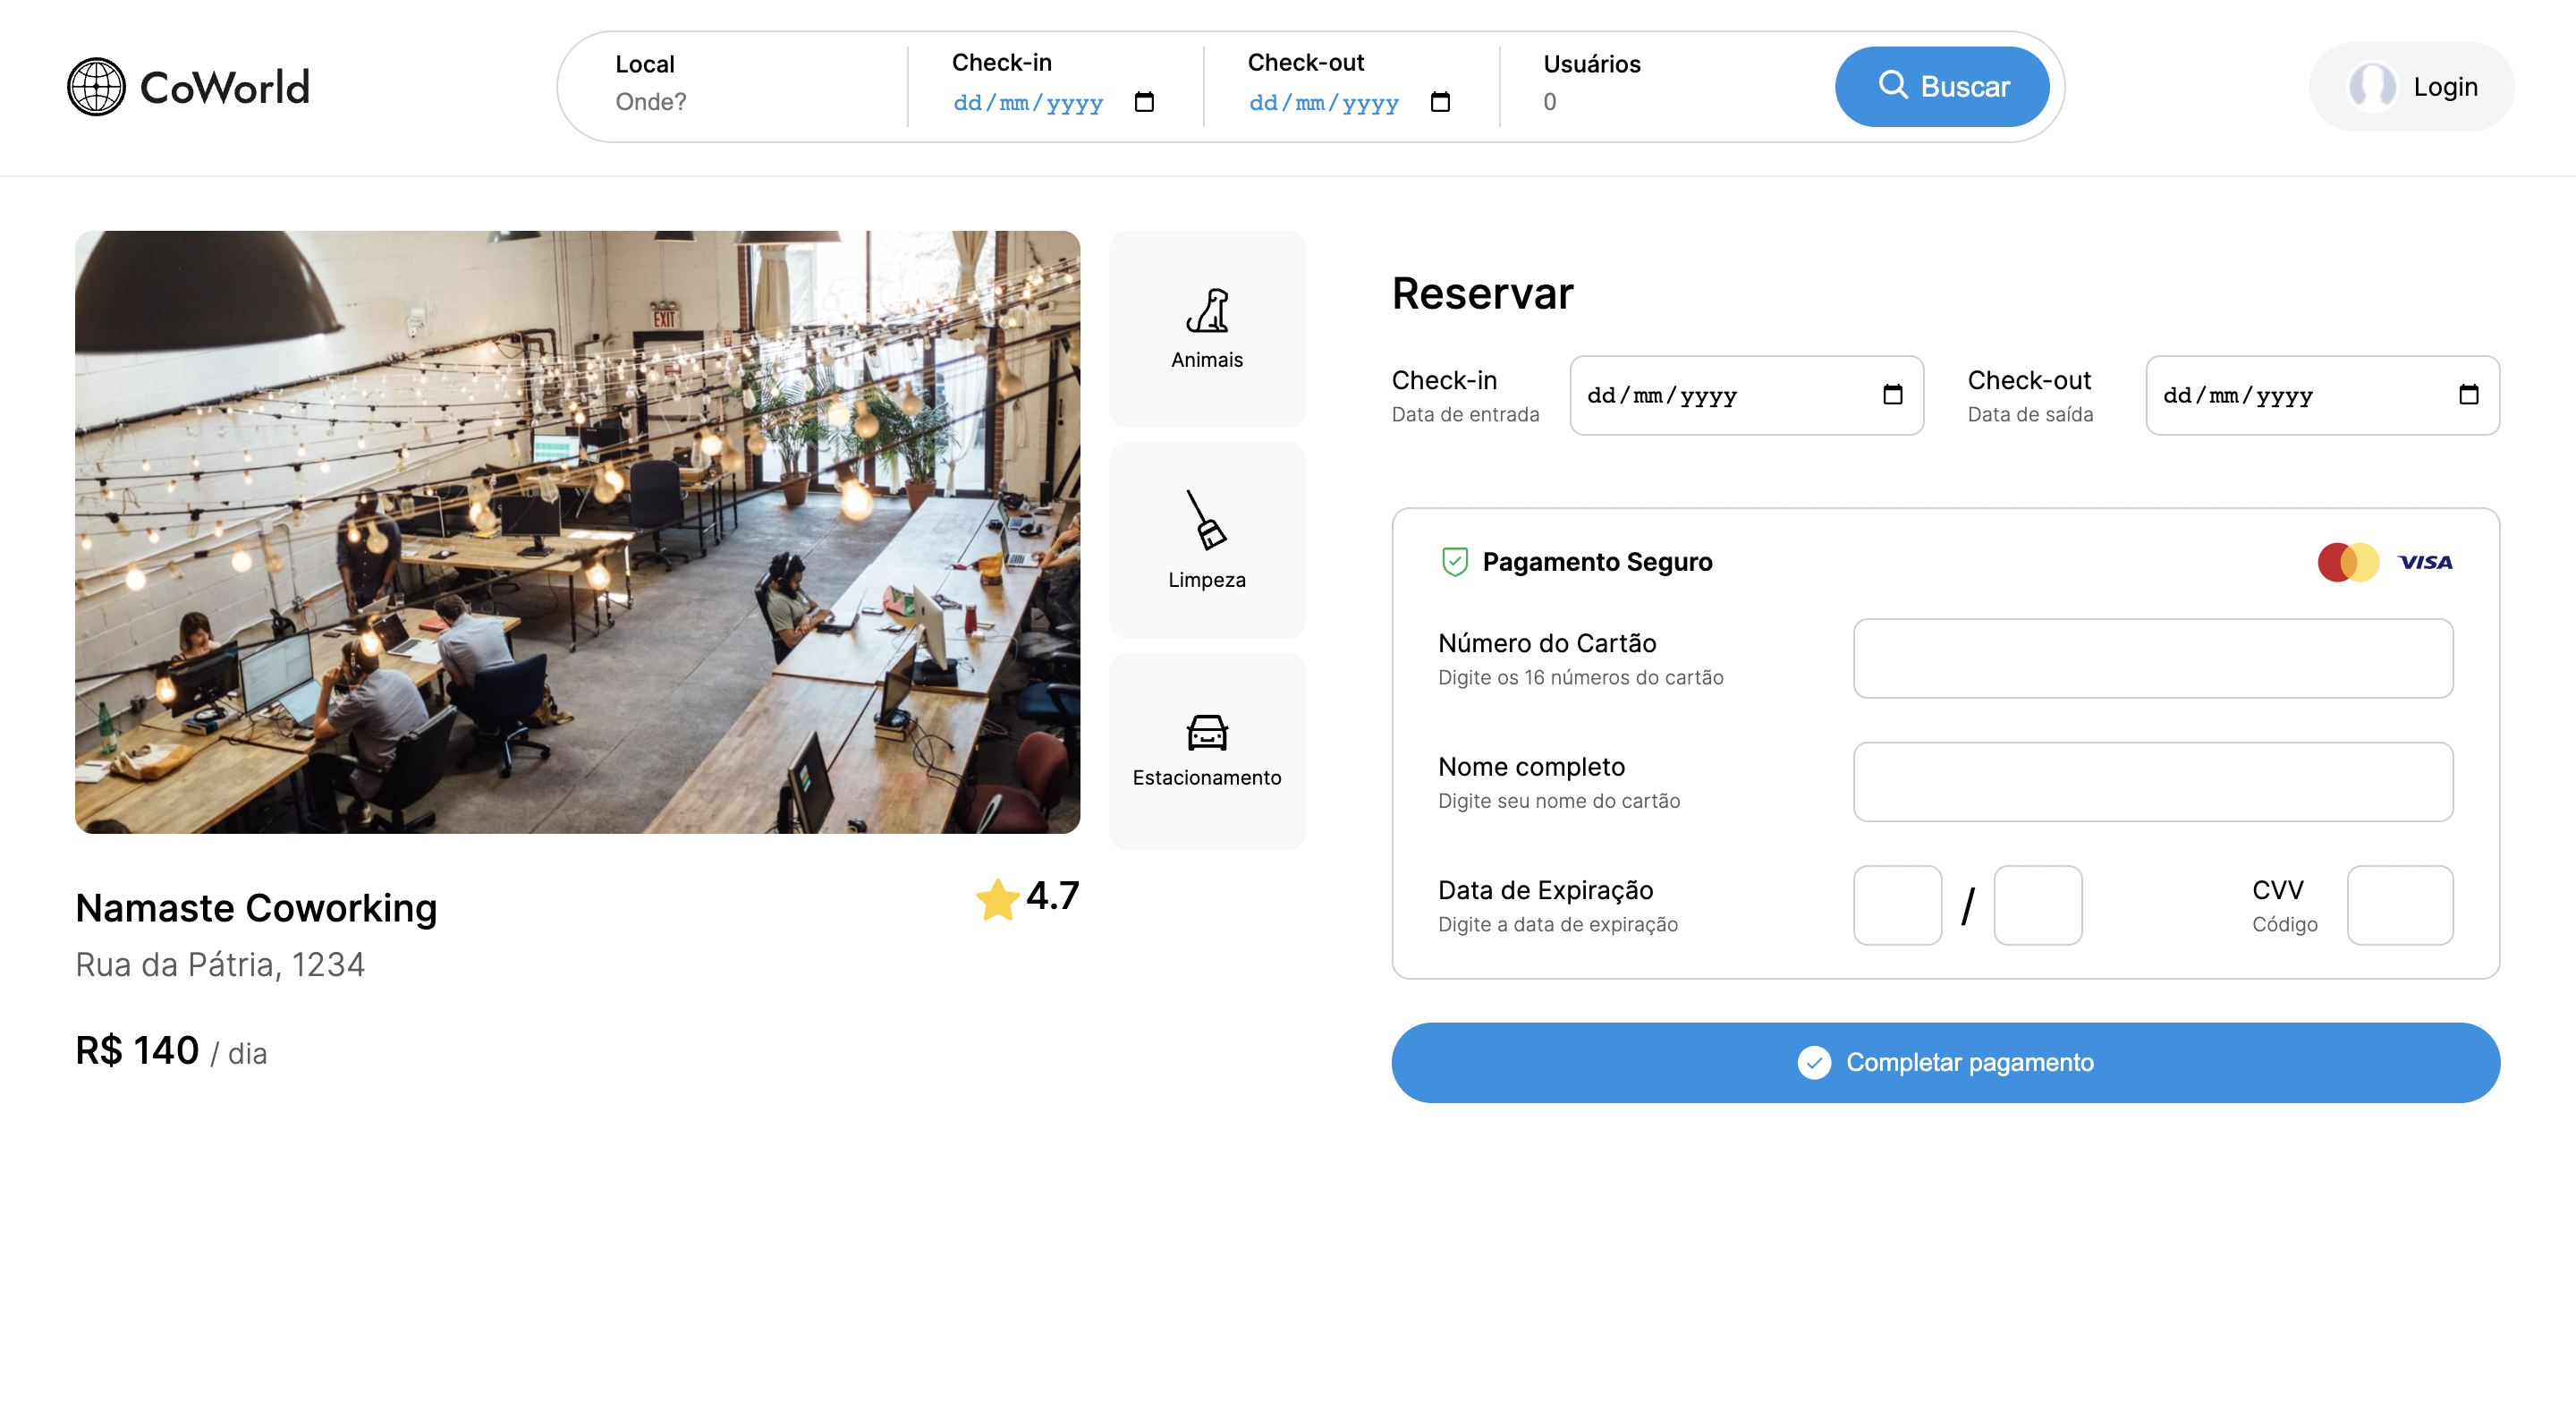 CoWorld
Local
Onde?
Check-in
dd/mm/yyyy
Check-out
dd/mm/yyyy
Usuários
0
Buscar
Login
EXIT
Animais
Limpeza
Estacionamento
Namaste Coworking
4.7
Rua da Pátria, 1234
R$ 140 / dia
Reservar
Check-in
Data de entrada
dd/mm/yyyy
Check-out
Data de saída
dd/mm/yyyy
Pagamento Seguro
VISA
Número do Cartão
Digite os 16 números do cartão
Nome completo
Digite seu nome do cartão
Data de Expiração
Digite a data de expiração
/
CVV
Código
Completar pagamento